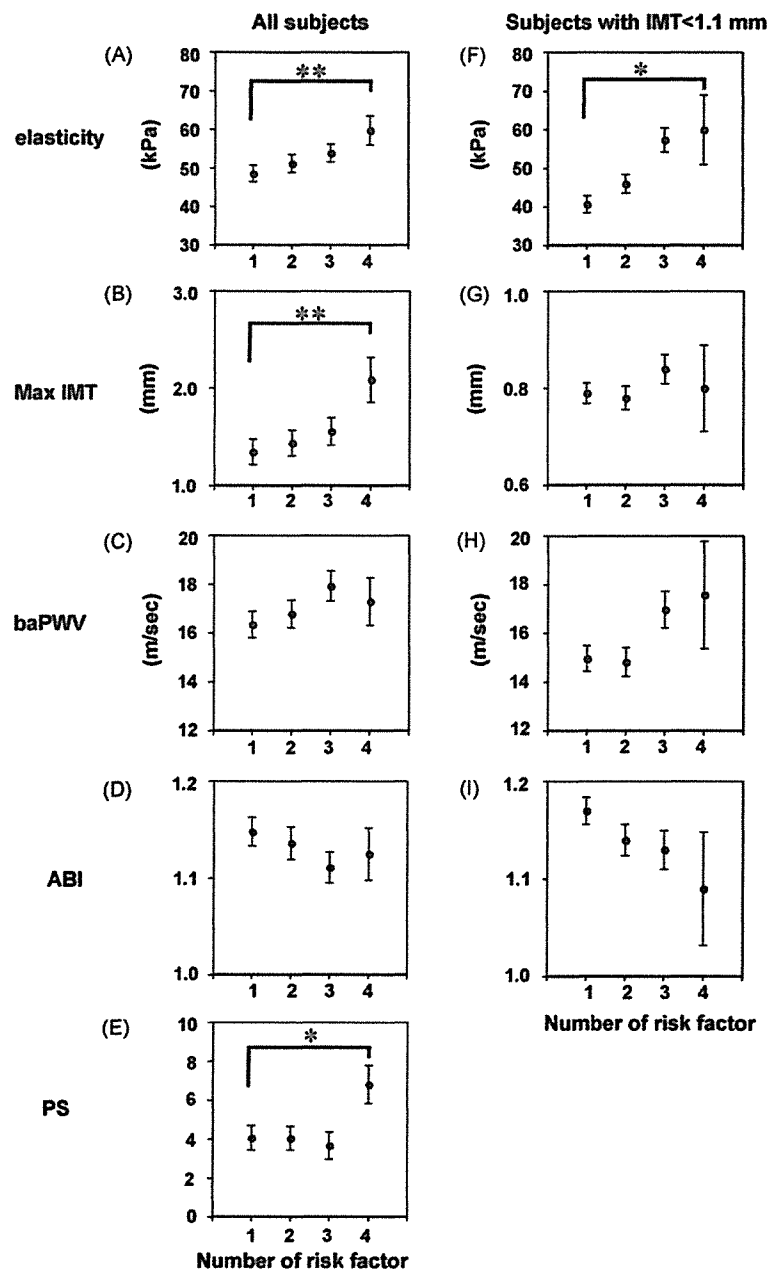 All subjects
Subjects with IMT<1.1 mm
(A)
**
elasticity
(kPa)
80
70
60
50
40
30
1 2 3 4
(F)
*
(kPa)
80
70
60
50
40
30
1 2 3 4
(B)
**
Max IMT
(mm)
3.0
2.0
1.0
1 2 3 4
(G)
(mm)
1.0
0.8
0.6
1 2 3 4
(C)
baPWV
(m/sec)
20
18
16
14
12
1 2 3 4
(H)
(m/sec)
20
18
16
14
12
1 2 3 4
(D)
ABI
1.2
1.1
1.0
1 2 3 4
(I)
1.2
1.1
1.0
1 2 3 4
Number of risk factor
(E)
*
PS
10
8
6
4
2
0
1 2 3 4
Number of risk factor